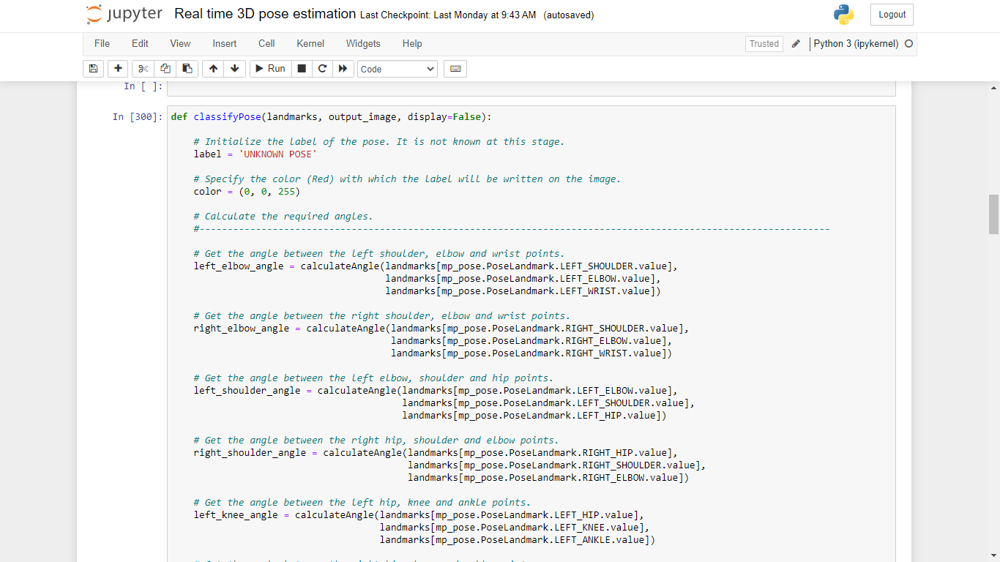 jupyter Real time 3D pose estimation Last Checkpoint: Last Monday at 9:43 AM (autosaved)
Logout
File Edit View Insert Cell Kernel Widgets Help
Trusted
Python 3 (ipykernel)
Run
Code
In [ ]:
In [300]: def classifyPose(landmarks, output_image, display=False):
# Initialize the label of the pose. It is not known at this stage.
label = 'UNKNOWN POSE'
# Specify the color (Red) with which the label will be written on the image.
color = (0, 0, 255)
# Calculate the required angles.
#----------------------------------------------------------------------------------------------------------------
# Get the angle between the left shoulder, elbow and wrist points.
left_elbow_angle = calculateAngle(landmarks[mp_pose.PoseLandmark.LEFT_SHOULDER.value],
landmarks[mp_pose.PoseLandmark.LEFT_ELBOW.value],
landmarks[mp_pose.PoseLandmark.LEFT_WRIST.value])
# Get the angle between the right shoulder, elbow and wrist points.
right_elbow_angle = calculateAngle(landmarks[mp_pose.PoseLandmark.RIGHT_SHOULDER.value],
landmarks[mp_pose.PoseLandmark.RIGHT_ELBOW.value],
landmarks[mp_pose.PoseLandmark.RIGHT_WRIST.value])
# Get the angle between the left elbow, shoulder and hip points.
left_shoulder_angle = calculateAngle(landmarks[mp_pose.PoseLandmark.LEFT_ELBOW.value],
landmarks[mp_pose.PoseLandmark.LEFT_SHOULDER.value],
landmarks[mp_pose.PoseLandmark.LEFT_HIP.value])
# Get the angle between the right hip, shoulder and elbow points.
right_shoulder_angle = calculateAngle(landmarks[mp_pose.PoseLandmark.RIGHT_HIP.value],
landmarks[mp_pose.PoseLandmark.RIGHT_SHOULDER.value],
landmarks[mp_pose.PoseLandmark.RIGHT_ELBOW.value])
# Get the angle between the left hip, knee and ankle points.
left_knee_angle = calculateAngle(landmarks[mp_pose.PoseLandmark.LEFT_HIP.value],
landmarks[mp_pose.PoseLandmark.LEFT_KNEE.value],
landmarks[mp_pose.PoseLandmark.LEFT_ANKLE.value])